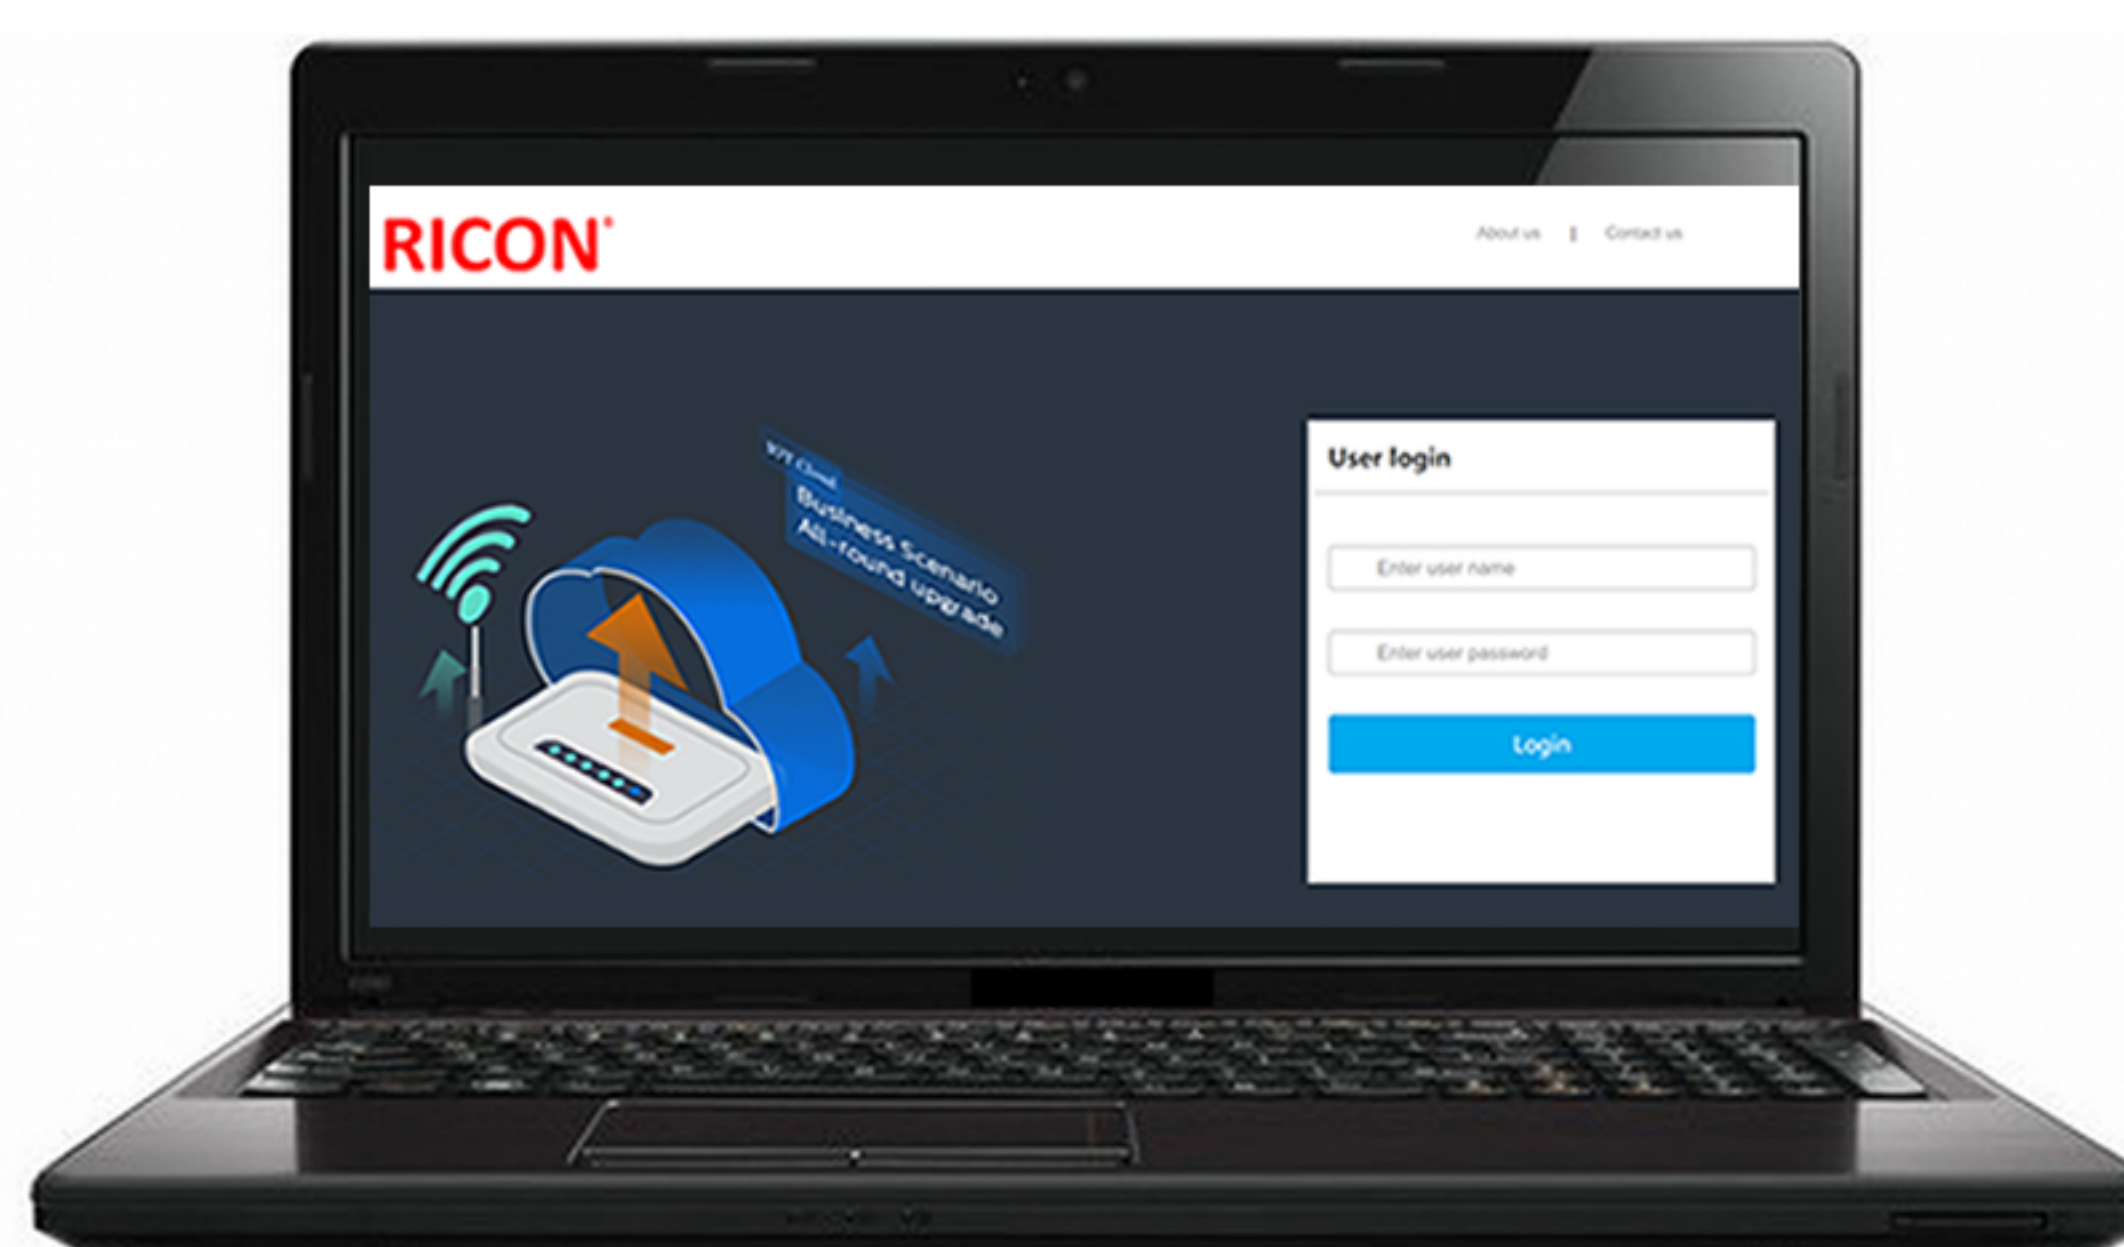 RICON®
About us | Contact us
IOT Cloud
Business Scenario
All-round upgrade
User login
Enter user name
Enter user password
Login